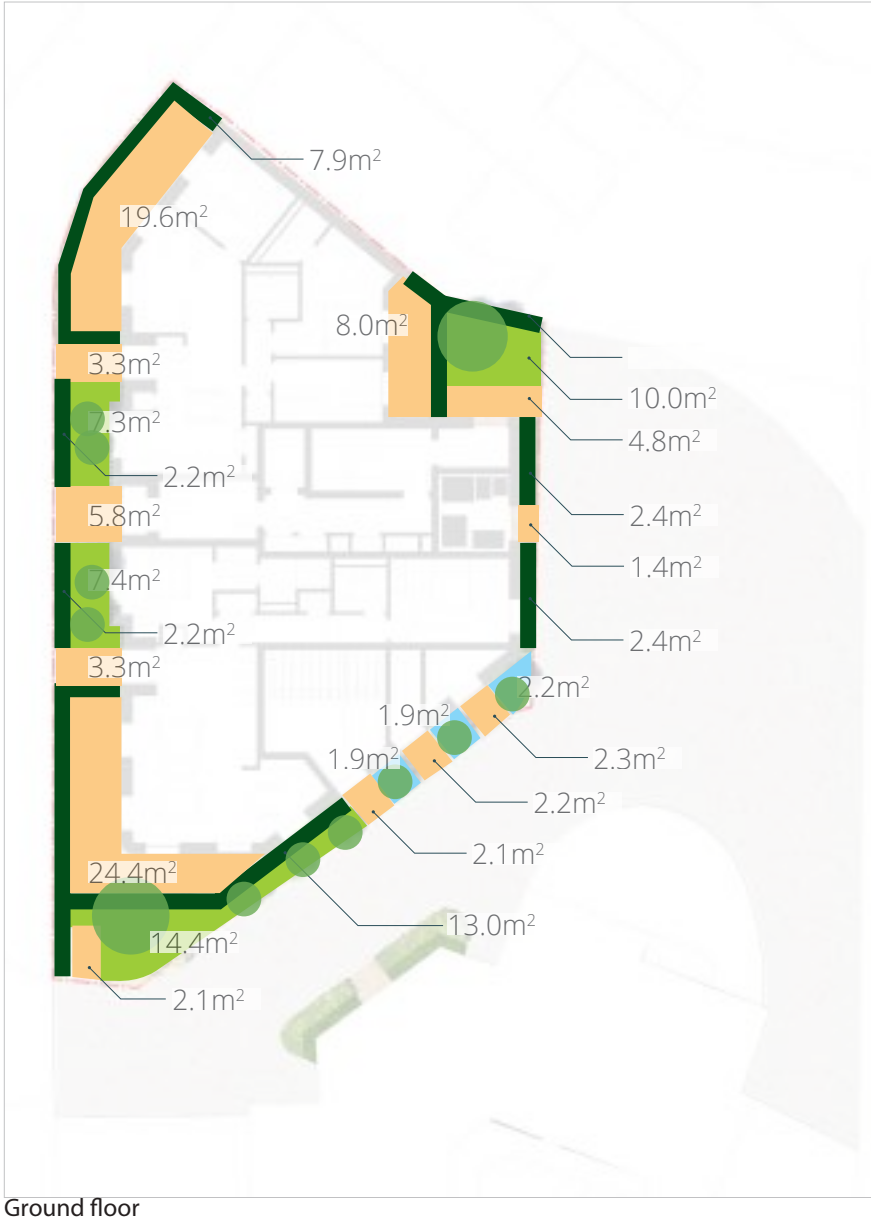 7.9m²
19.6m²
8.0m²
3.3m²
10.0m²
7.3m²
4.8m²
2.2m²
5.8m²
2.4m²
1.4m²
7.4m²
2.2m²
2.4m²
3.3m²
2.2m²
1.9m²
1.9m²
2.3m²
2.2m²
2.1m²
24.4m²
13.0m²
14.4m²
2.1m²
Ground floor